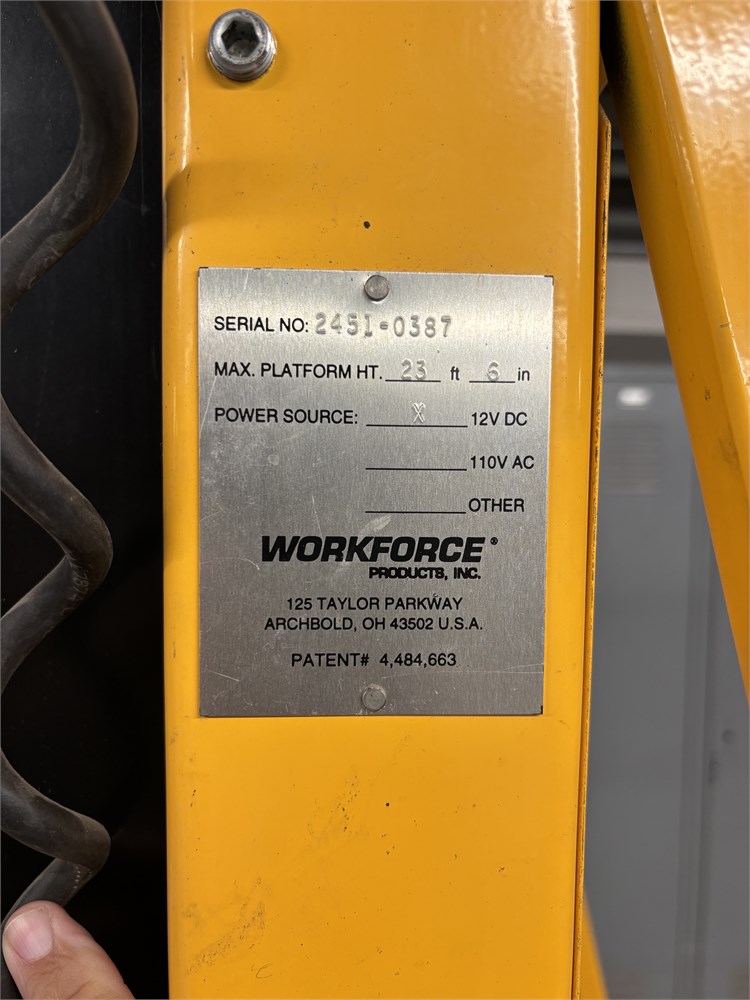 SERIAL NO: 2451-0387
MAX. PLATFORM HT. 23 ft 6 in
POWER SOURCE: X 12V DC
110V AC
OTHER
WORKFORCE®
PRODUCTS, INC.
125 TAYLOR PARKWAY
ARCHBOLD, OH 43502 U.S.A.
PATENT# 4,484,663